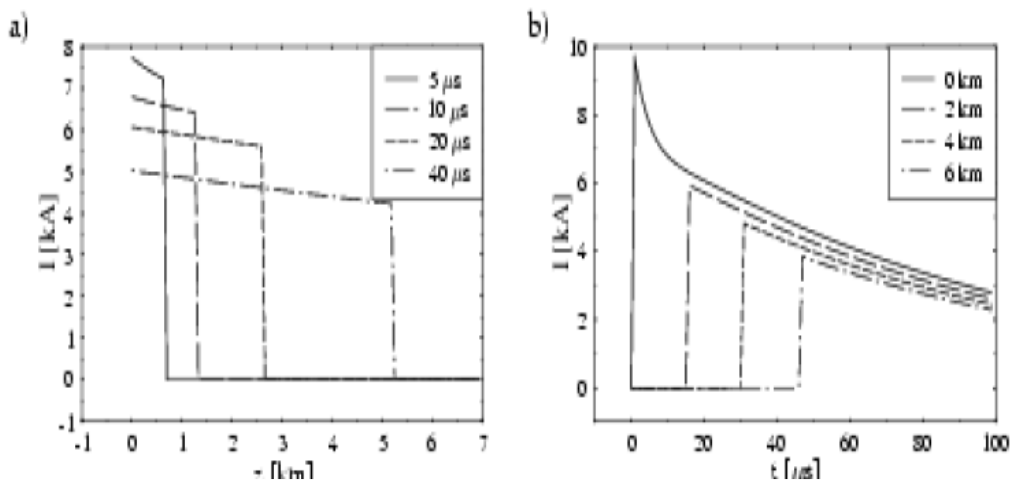 a)
8
7
6
5
4
3
2
1
0
-1
I [kA]
5 μs
10 μs
20 μs
40 μs
-1 0 1 2 3 4 5 6 7
z [km]
b)
10
8
6
4
2
0
I [kA]
0 km
2 km
4 km
6 km
0 20 40 60 80 100
t [μs]